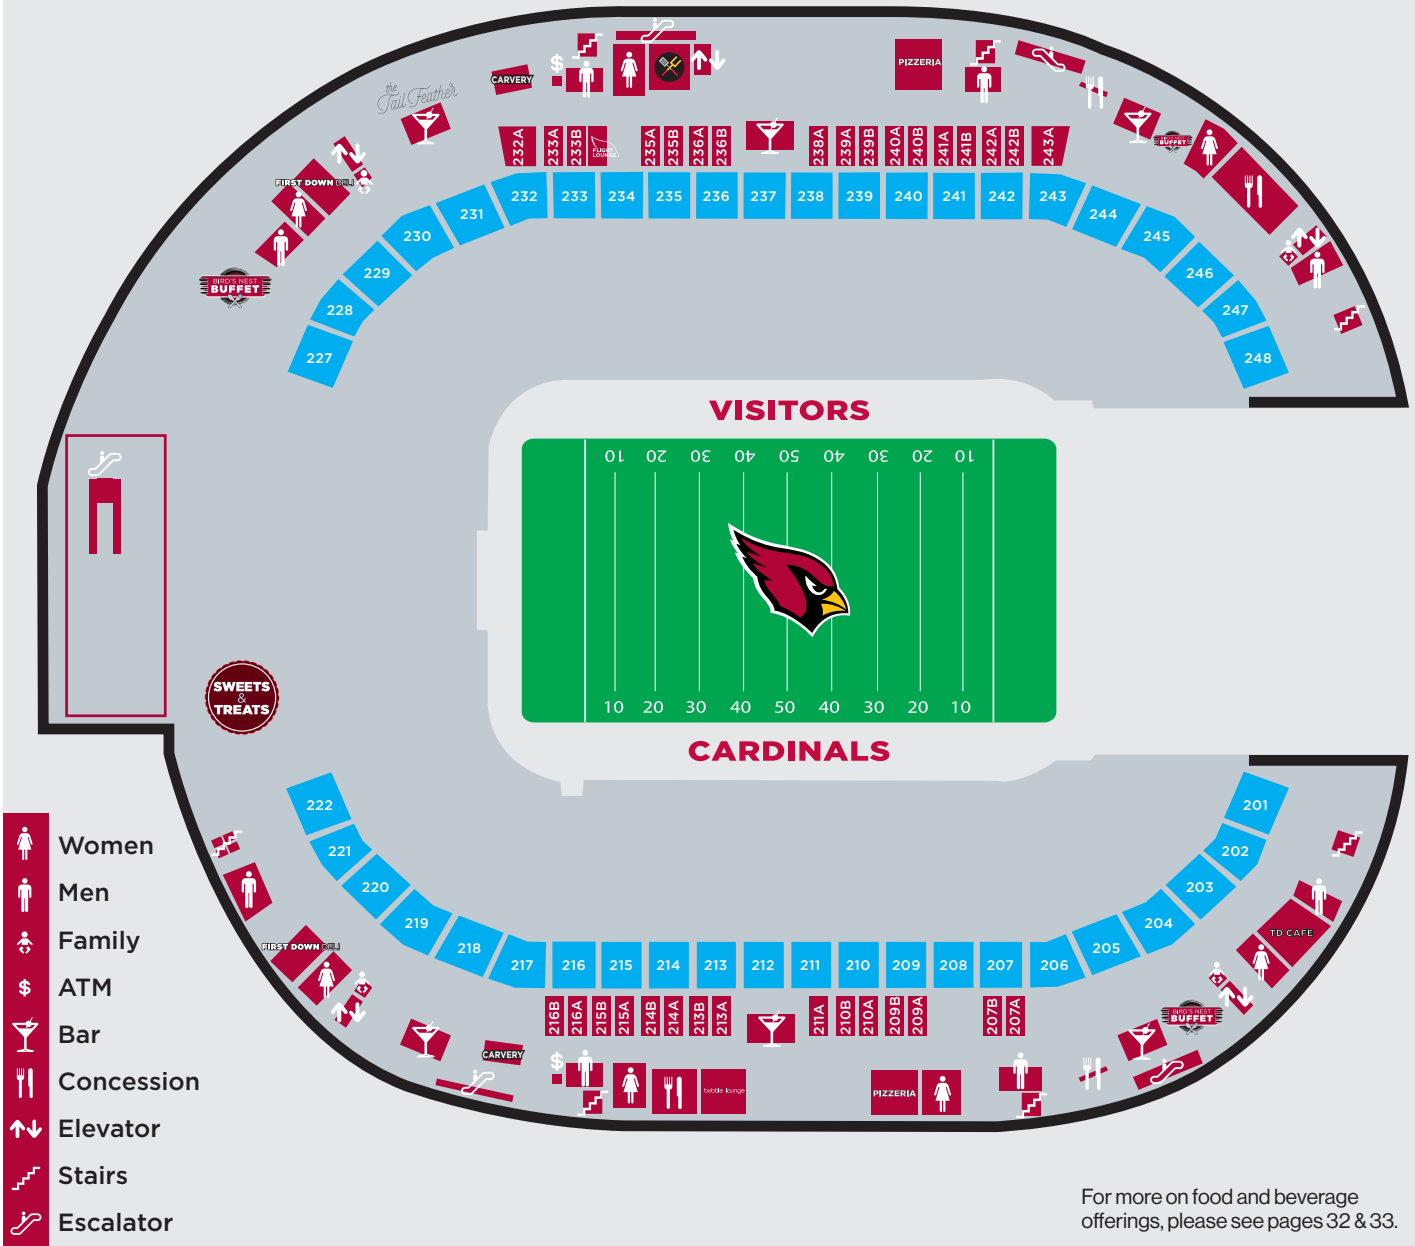 $
PIZZERIA
CARVERY
the
Tail Feather
BIRD'S NEST
BUFFET
232A
233A
233B
FLIGHT
LOUNGE
235A
235B
236A
236B
238A
239A
239B
240A
240B
241A
241B
242A
242B
243A
FIRST DOWN DELI
232
233
234
235
236
237
238
239
240
241
242
243
231
244
230
245
229
246
228
247
227
248
BIRD'S NEST
BUFFET
VISITORS
10 20 30 40 50 40 30 20 10
10 20 30 40 50 40 30 20 10
CARDINALS
SWEETS
&
TREATS
222
201
221
202
220
203
219
204
218
205
217
216
215
214
213
212
211
210
209
208
207
206
FIRST DOWN DELI
TD CAFE
216B
216A
215B
215A
214B
214A
213B
213A
211A
210B
210A
209B
209A
207B
207A
BIRD'S NEST
BUFFET
CARVERY
$
bubble lounge
PIZZERIA
Women
Men
Family
$ ATM
Bar
Concession
Elevator
Stairs
Escalator
For more on food and beverage
offerings, please see pages 32 & 33.